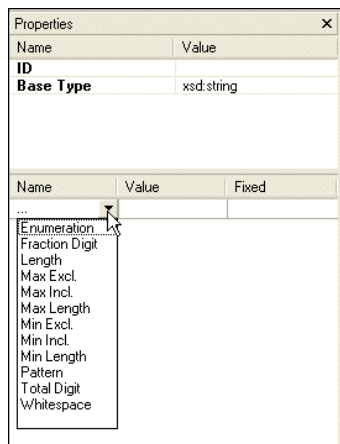 Properties
Name Value
ID
Base Type xsd:string
Name Value Fixed
...
Enumeration
Fraction Digit
Length
Max Excl.
Max Incl.
Max Length
Min Excl.
Min Incl.
Min Length
Pattern
Total Digit
Whitespace